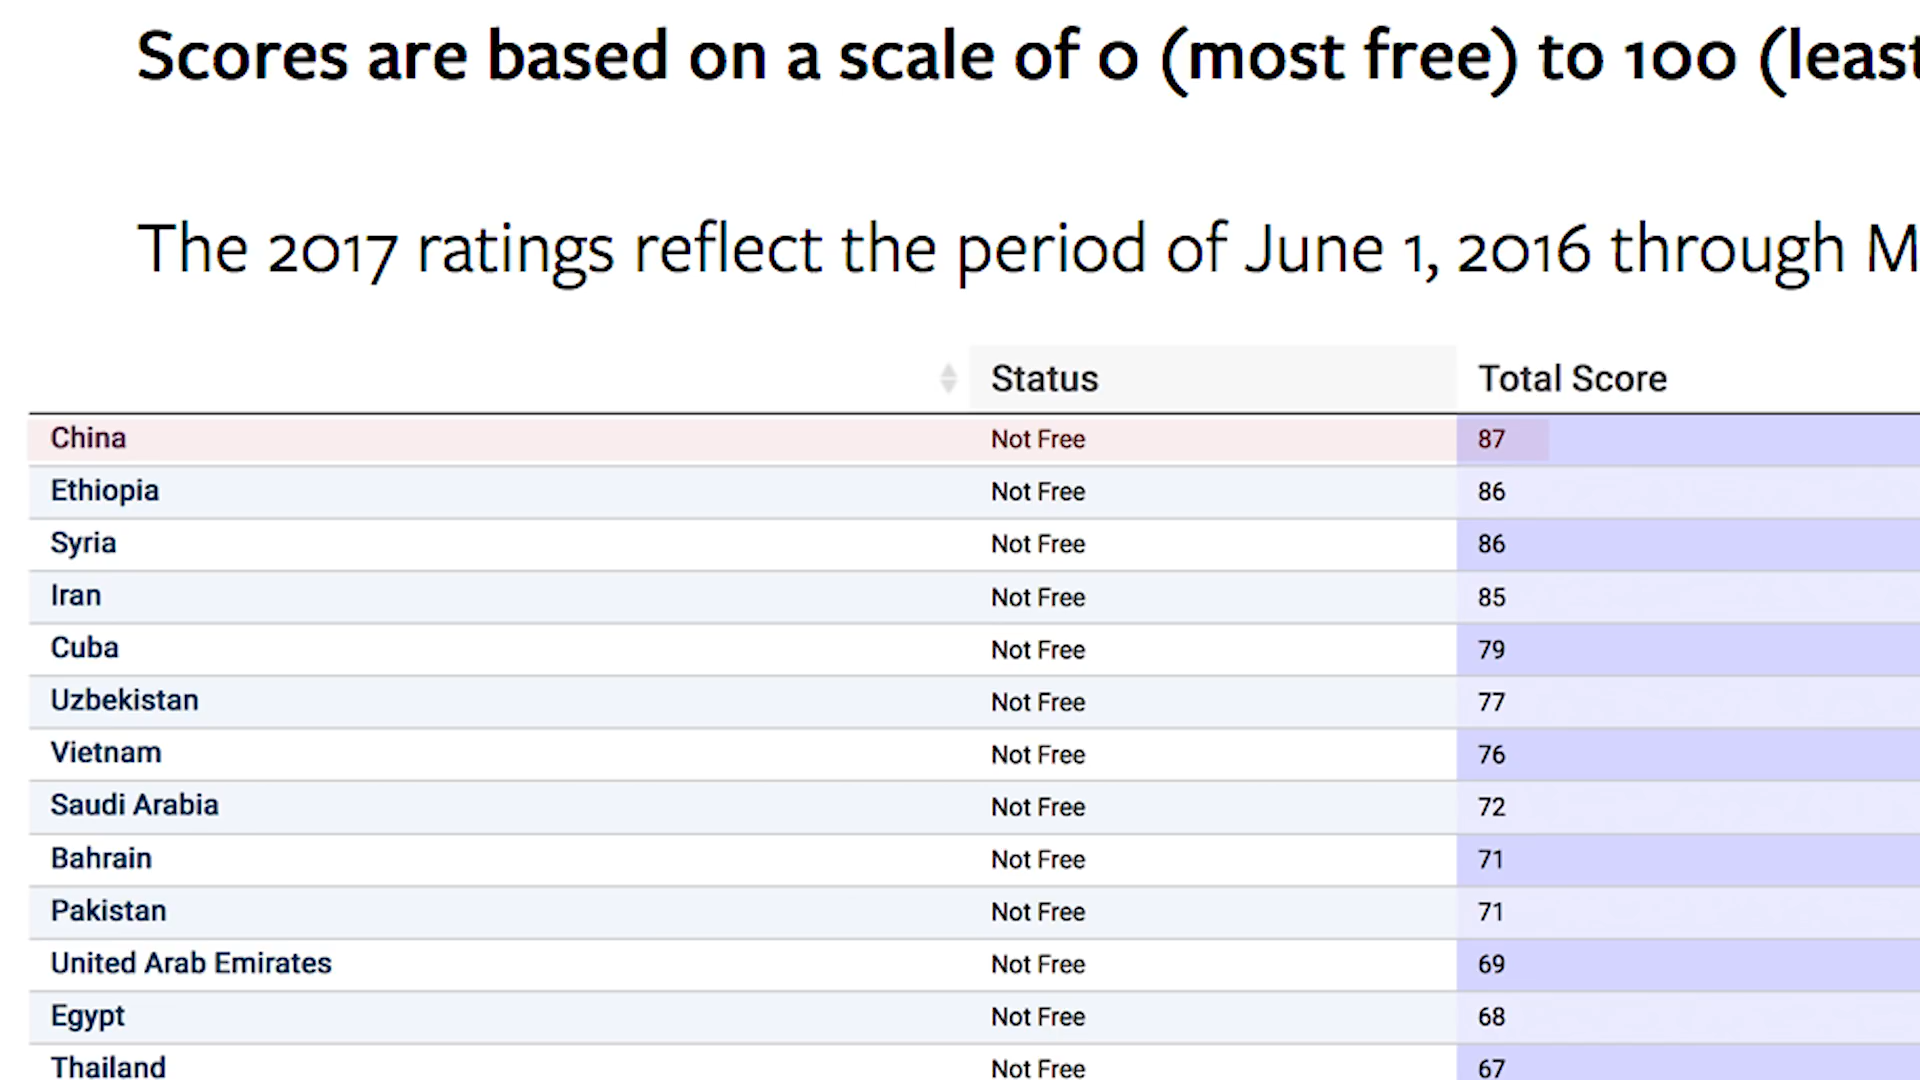 Scores are based on a scale of 0 (most free) to 100 (least
The 2017 ratings reflect the period of June 1, 2016 through M
Status Total Score
China Not Free 87
Ethiopia Not Free 86
Syria Not Free 86
Iran Not Free 85
Cuba Not Free 79
Uzbekistan Not Free 77
Vietnam Not Free 76
Saudi Arabia Not Free 72
Bahrain Not Free 71
Pakistan Not Free 71
United Arab Emirates Not Free 69
Egypt Not Free 68
Thailand Not Free 67